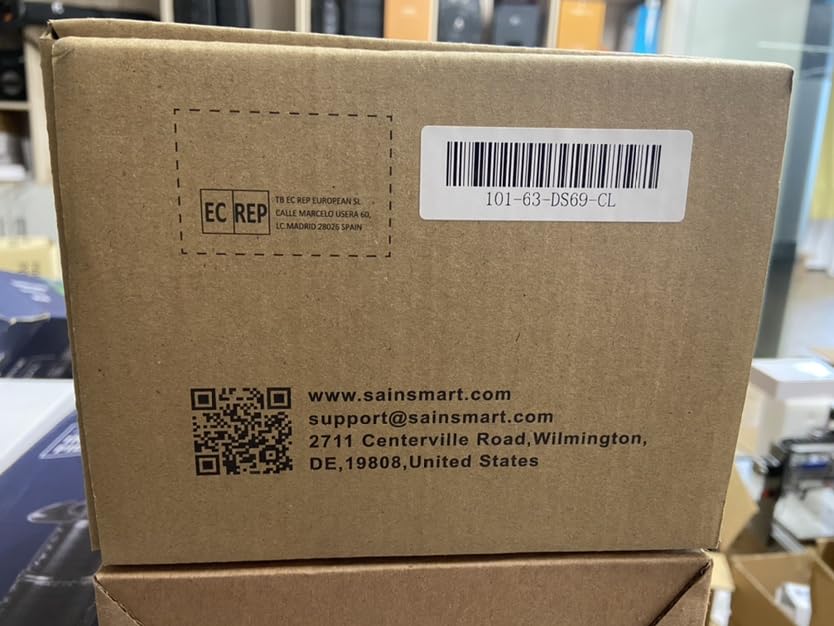 EC REP
TB EC REP EUROPEAN SL
CALLE MARCELO USERA 60,
LC MADRID 28026 SPAIN
101-63-DS69-CL
www.sainsmart.com
support@sainsmart.com
2711 Centerville Road,Wilmington,
DE,19808,United States